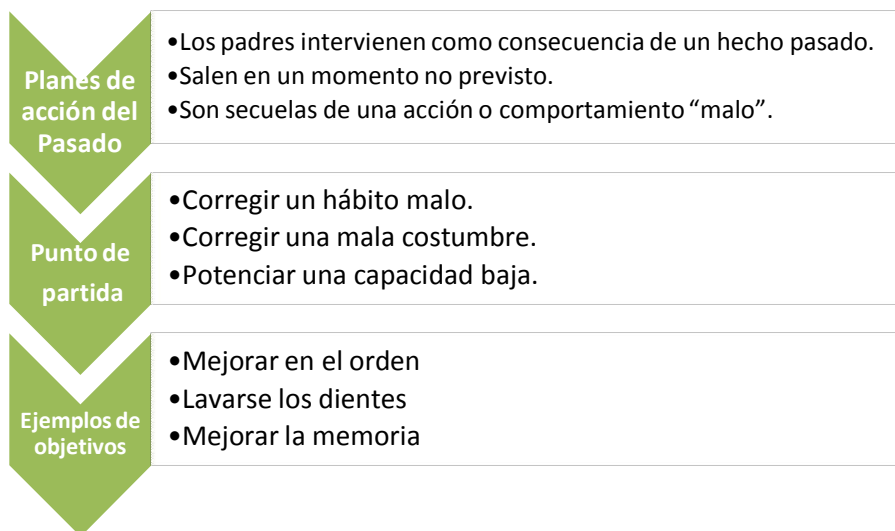 Planes de
acción del
Pasado
•Los padres intervienen como consecuencia de un hecho pasado.
•Salen en un momento no previsto.
•Son secuelas de una acción o comportamiento “malo”.
Punto de
partida
•Corregir un hábito malo.
•Corregir una mala costumbre.
•Potenciar una capacidad baja.
Ejemplos de
objetivos
•Mejorar en el orden
•Lavarse los dientes
•Mejorar la memoria